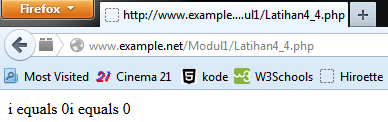 Firefox
http://www.example....ul1/Latihan4_4.php
www.example.net/Modul1/Latihan4_4.php
Most Visited Cinema 21 kode W3Schools Hiroette
i equals 0i equals 0